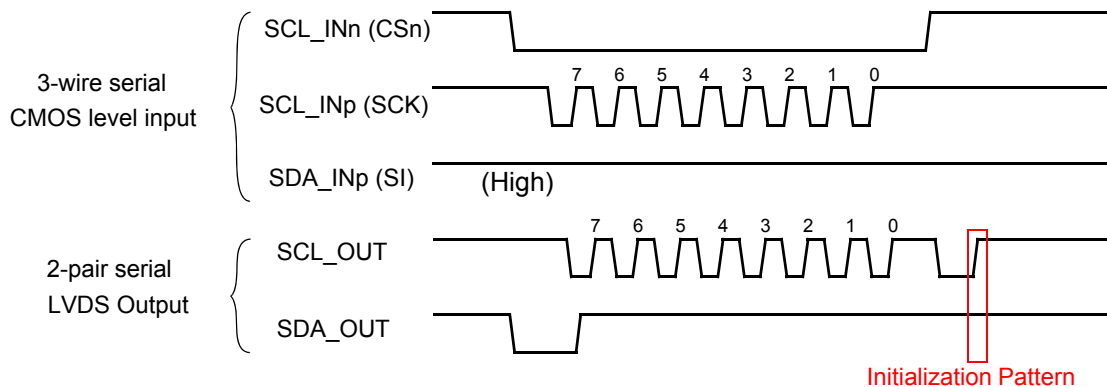 SCL_INn (CSn)
7 6 5 4 3 2 1 0
3-wire serial
CMOS level input
SCL_INp (SCK)
SDA_INp (SI)
(High)
7 6 5 4 3 2 1 0
SCL_OUT
2-pair serial
LVDS Output
SDA_OUT
Initialization Pattern